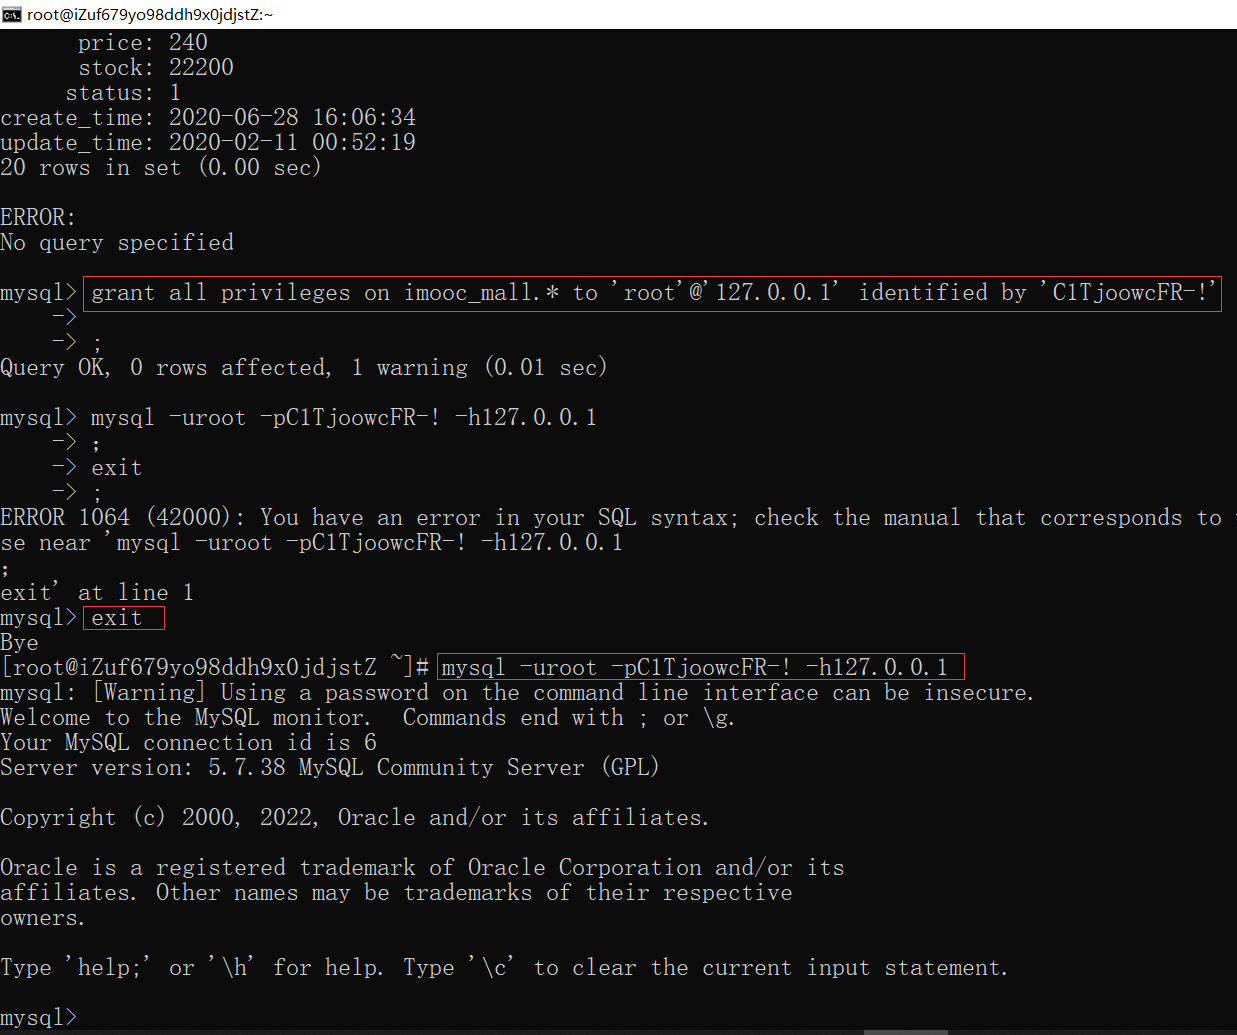 root@iZuf679yo98ddh9x0jdjstZ:~
price: 240
stock: 22200
status: 1
create_time: 2020-06-28 16:06:34
update_time: 2020-02-11 00:52:19
20 rows in set (0.00 sec)
ERROR:
No query specified
mysql> grant all privileges on imooc_mall.* to 'root'@'127.0.0.1' identified by 'C1TjoowcFR-!'
->
-> ;
Query OK, 0 rows affected, 1 warning (0.01 sec)
mysql> mysql -uroot -pC1TjoowcFR-! -h127.0.0.1
-> ;
-> exit
-> ;
ERROR 1064 (42000): You have an error in your SQL syntax; check the manual that corresponds to
se near 'mysql -uroot -pC1TjoowcFR-! -h127.0.0.1
;
exit' at line 1
mysql> exit
Bye
[root@iZuf679yo98ddh9x0jdjstZ ~]# mysql -uroot -pC1TjoowcFR-! -h127.0.0.1
mysql: [Warning] Using a password on the command line interface can be insecure.
Welcome to the MySQL monitor.  Commands end with ; or \g.
Your MySQL connection id is 6
Server version: 5.7.38 MySQL Community Server (GPL)
Copyright (c) 2000, 2022, Oracle and/or its affiliates.
Oracle is a registered trademark of Oracle Corporation and/or its
affiliates. Other names may be trademarks of their respective
owners.
Type 'help;' or '\h' for help. Type '\c' to clear the current input statement.
mysql>